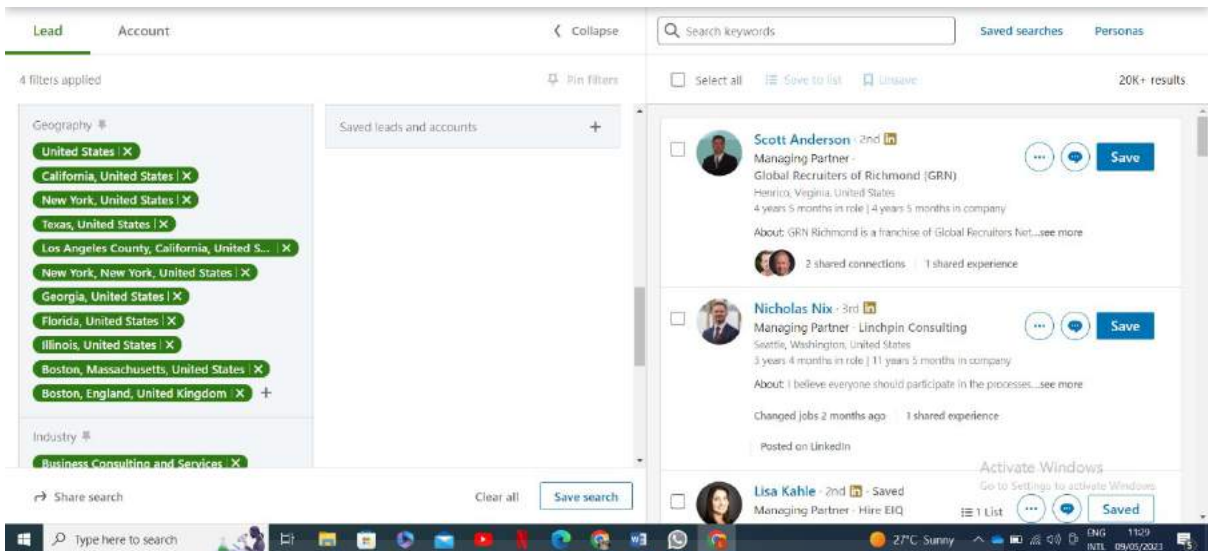 Lead Account Collapse
Search keywords Saved searches Personas
4 filters applied Pin filters
Select all Save to list Unsave 20K+ results
Geography
United States | X
California, United States | X
New York, United States | X
Texas, United States | X
Los Angeles County, California, United S... | X
New York, New York, United States | X
Georgia, United States | X
Florida, United States | X
Illinois, United States | X
Boston, Massachusetts, United States | X
Boston, England, United Kingdom | X +
Industry
Business Consulting and Services | X
Saved leads and accounts +
Share search Clear all Save search
Scott Anderson · 2nd in
Managing Partner ·
Global Recruiters of Richmond (GRN)
Henrico, Virginia, United States
4 years 5 months in role | 4 years 5 months in company
About: GRN Richmond is a franchise of Global Recruiters Net...see more
2 shared connections 1 shared experience
... Save
Nicholas Nix · 3rd in
Managing Partner · Linchpin Consulting
Seattle, Washington, United States
3 years 4 months in role | 11 years 5 months in company
About: I believe everyone should participate in the processes...see more
Changed jobs 2 months ago 1 shared experience
Posted on LinkedIn
... Save
Lisa Kahle · 2nd in · Saved
Managing Partner · Hire EIQ
1 List ... Saved
Activate Windows
Go to Settings to activate Windows.
Type here to search
27°C Sunny
ENG
INTL
11:29
09/05/2023